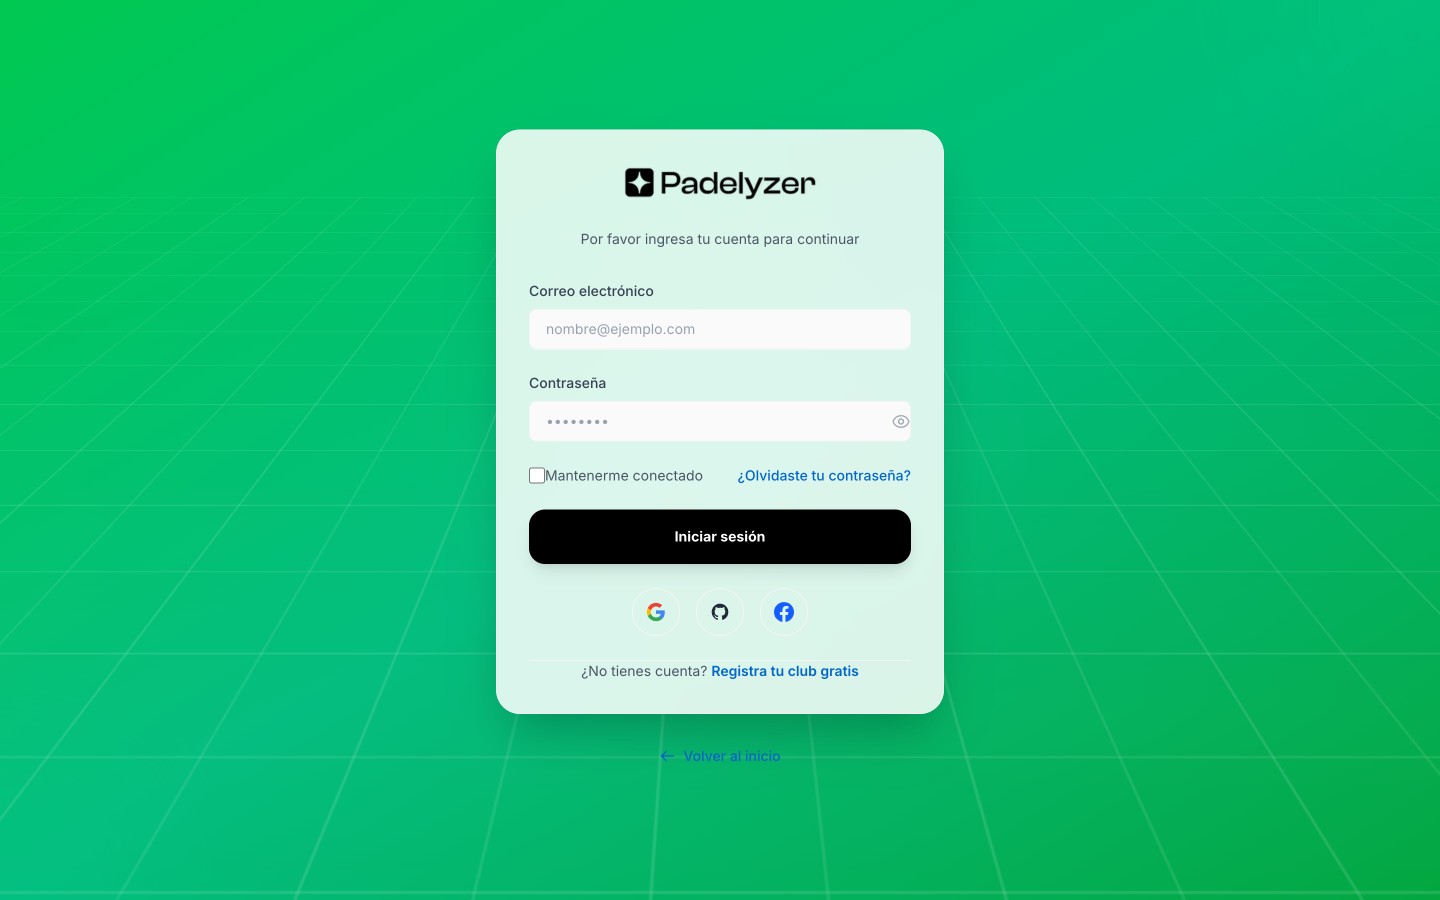 Padelyzer
Por favor ingresa tu cuenta para continuar
Correo electrónico
nombre@ejemplo.com
Contraseña
••••••••
Mantenerme conectado
¿Olvidaste tu contraseña?
Iniciar sesión
¿No tienes cuenta? Registra tu club gratis
← Volver al inicio